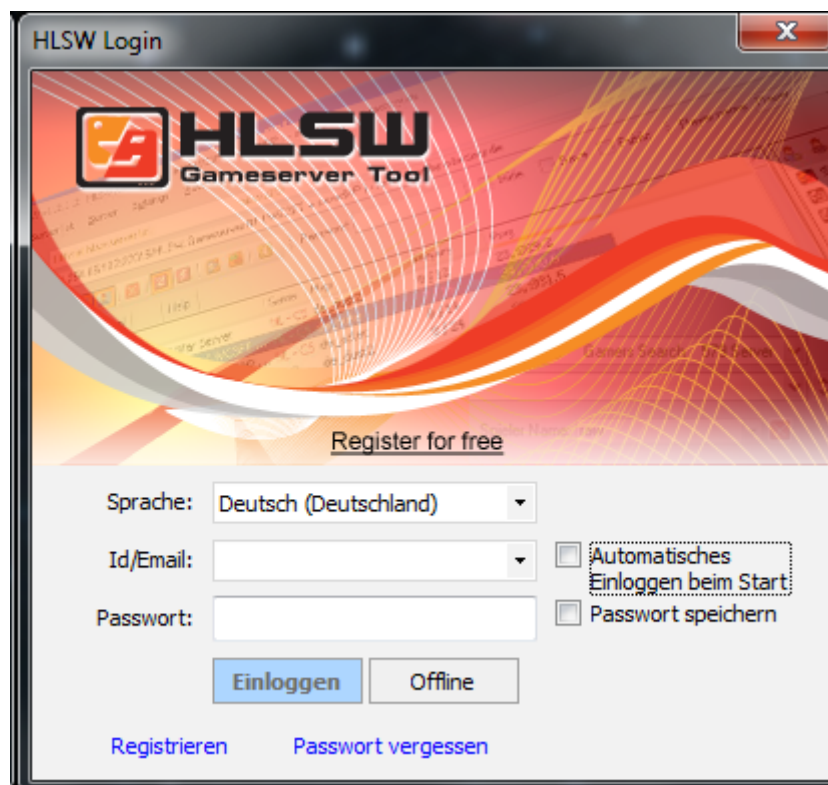 HLSW Login
HLSW
Gameserver Tool
Help
Register for free
Sprache:
Deutsch (Deutschland)
Id/Email:
Automatisches
Einloggen beim Start
Passwort:
Passwort speichern
Einloggen
Offline
Registrieren
Passwort vergessen